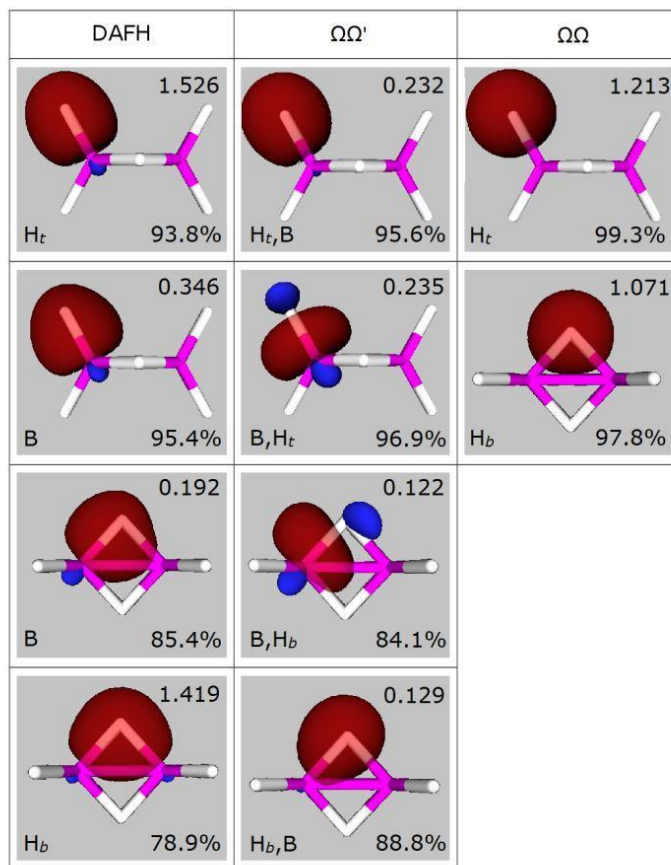 DAFH ΩΩ' ΩΩ
1.526 0.232 1.213
Ht 93.8% Ht,B 95.6% Ht 99.3%
0.346 0.235 1.071
B 95.4% B,Ht 96.9% Hb 97.8%
0.192 0.122
B 85.4% B,Hb 84.1%
1.419 0.129
Hb 78.9% Hb,B 88.8%